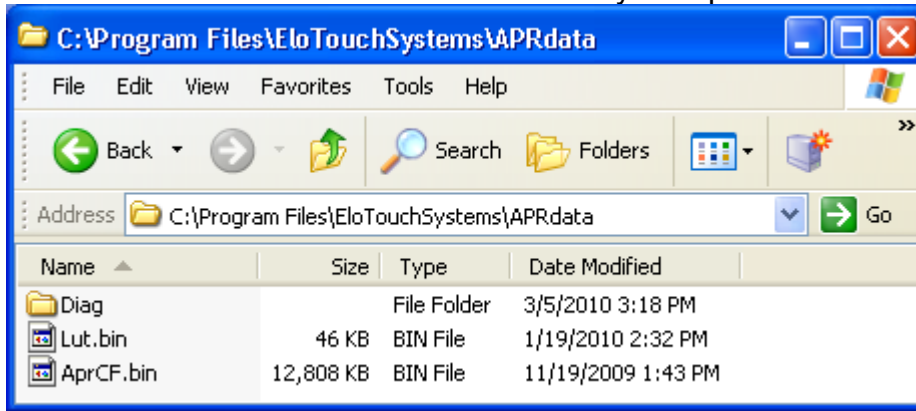 C:\Program Files\EloTouchSystems\APRdata
File Edit View Favorites Tools Help
Back Search Folders »
Address C:\Program Files\EloTouchSystems\APRdata Go
Name Size Type Date Modified
Diag File Folder 3/5/2010 3:18 PM
Lut.bin 46 KB BIN File 1/19/2010 2:32 PM
AprCF.bin 12,808 KB BIN File 11/19/2009 1:43 PM